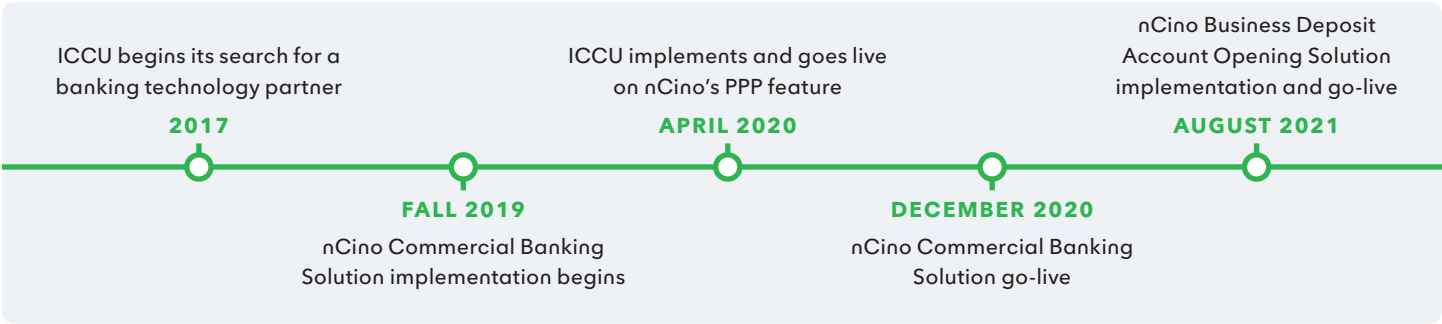 ICCU begins its search for a
banking technology partner
2017
FALL 2019
nCino Commercial Banking
Solution implementation begins
ICCU implements and goes live
on nCino’s PPP feature
APRIL 2020
DECEMBER 2020
nCino Commercial Banking
Solution go-live
nCino Business Deposit
Account Opening Solution
implementation and go-live
AUGUST 2021